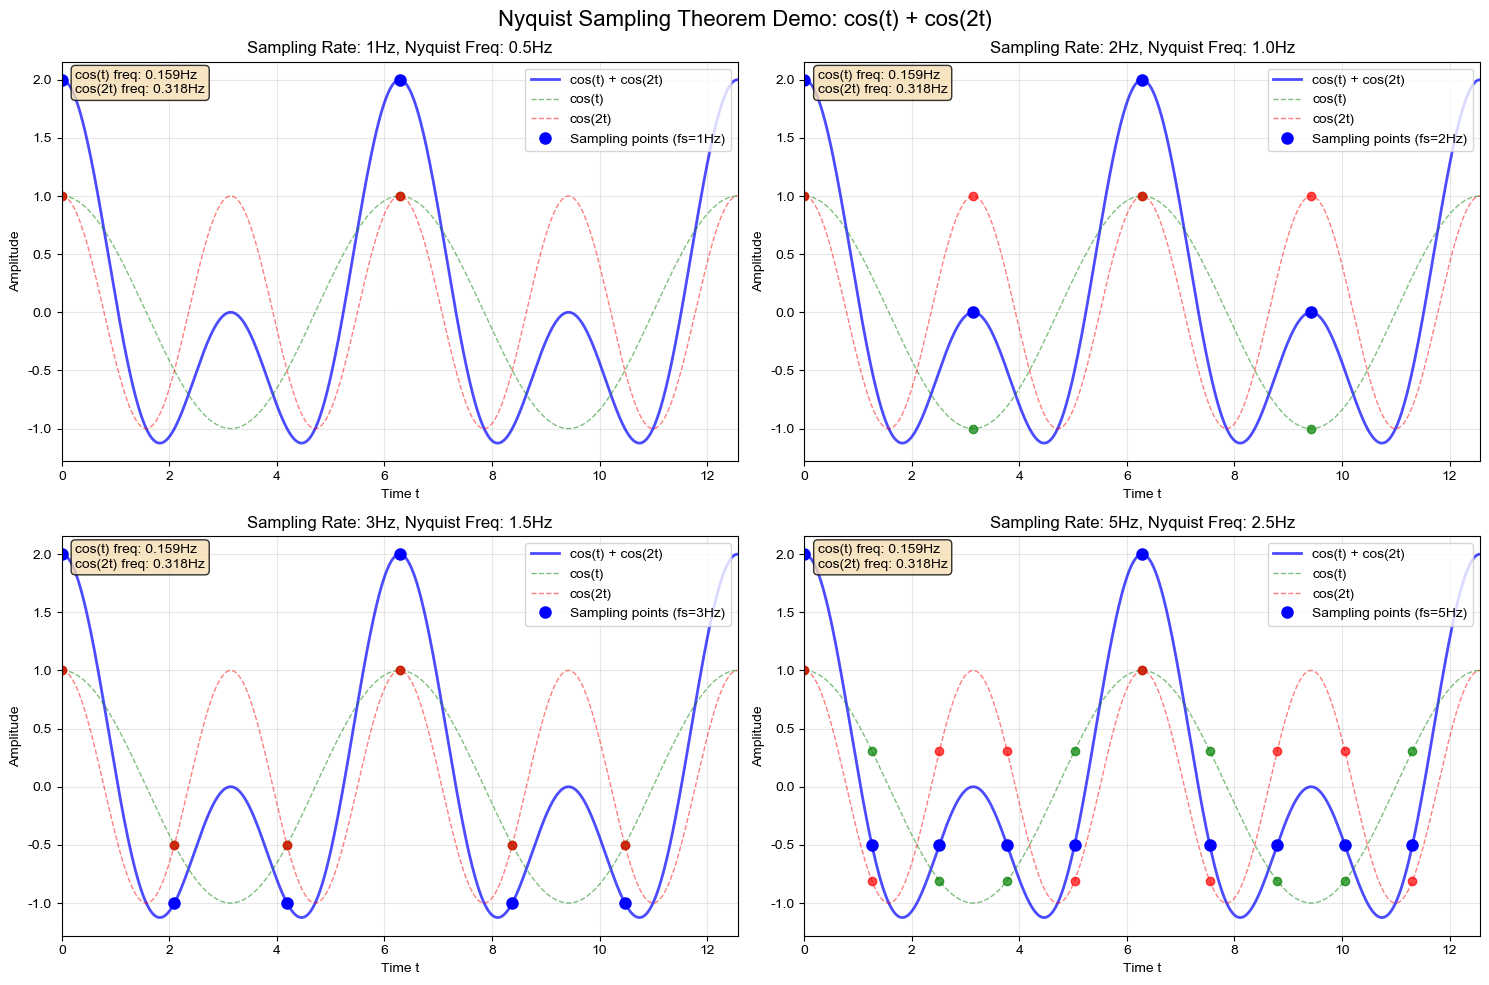 Nyquist Sampling Theorem Demo: cos(t) + cos(2t)
Sampling Rate: 1Hz, Nyquist Freq: 0.5Hz
cos(t) freq: 0.159Hz
cos(2t) freq: 0.318Hz
cos(t) + cos(2t)
cos(t)
cos(2t)
Sampling points (fs=1Hz)
2.0
1.5
1.0
0.5
0.0
-0.5
-1.0
Amplitude
0 2 4 6 8 10 12
Time t
Sampling Rate: 2Hz, Nyquist Freq: 1.0Hz
cos(t) freq: 0.159Hz
cos(2t) freq: 0.318Hz
cos(t) + cos(2t)
cos(t)
cos(2t)
Sampling points (fs=2Hz)
2.0
1.5
1.0
0.5
0.0
-0.5
-1.0
Amplitude
0 2 4 6 8 10 12
Time t
Sampling Rate: 3Hz, Nyquist Freq: 1.5Hz
cos(t) freq: 0.159Hz
cos(2t) freq: 0.318Hz
cos(t) + cos(2t)
cos(t)
cos(2t)
Sampling points (fs=3Hz)
2.0
1.5
1.0
0.5
0.0
-0.5
-1.0
Amplitude
0 2 4 6 8 10 12
Time t
Sampling Rate: 5Hz, Nyquist Freq: 2.5Hz
cos(t) freq: 0.159Hz
cos(2t) freq: 0.318Hz
cos(t) + cos(2t)
cos(t)
cos(2t)
Sampling points (fs=5Hz)
2.0
1.5
1.0
0.5
0.0
-0.5
-1.0
Amplitude
0 2 4 6 8 10 12
Time t